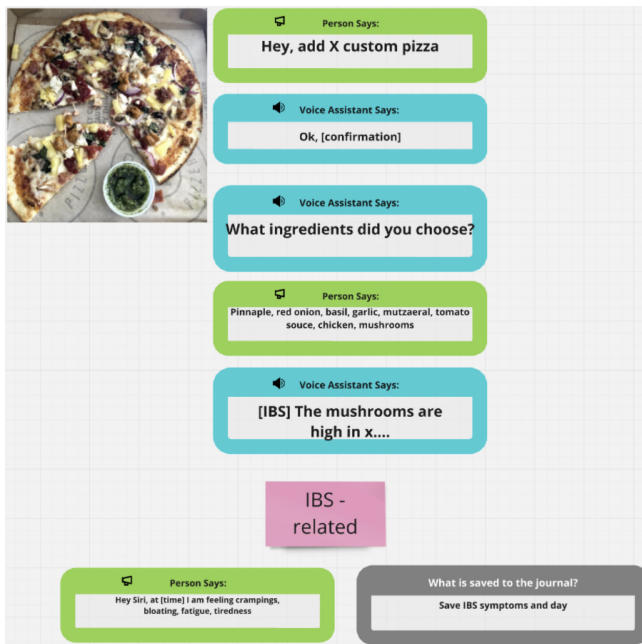 Person Says:
Hey, add X custom pizza
Voice Assistant Says:
Ok, [confirmation]
Voice Assistant Says:
What ingredients did you choose?
Person Says:
Pinnaple, red onion, basil, garlic, mutzaeral, tomato
souce, chicken, mushrooms
Voice Assistant Says:
[IBS] The mushrooms are
high in x....
IBS -
related
Person Says:
Hey Siri, at [time] I am feeling crampings,
bloating, fatigue, tiredness
What is saved to the journal?
Save IBS symptoms and day